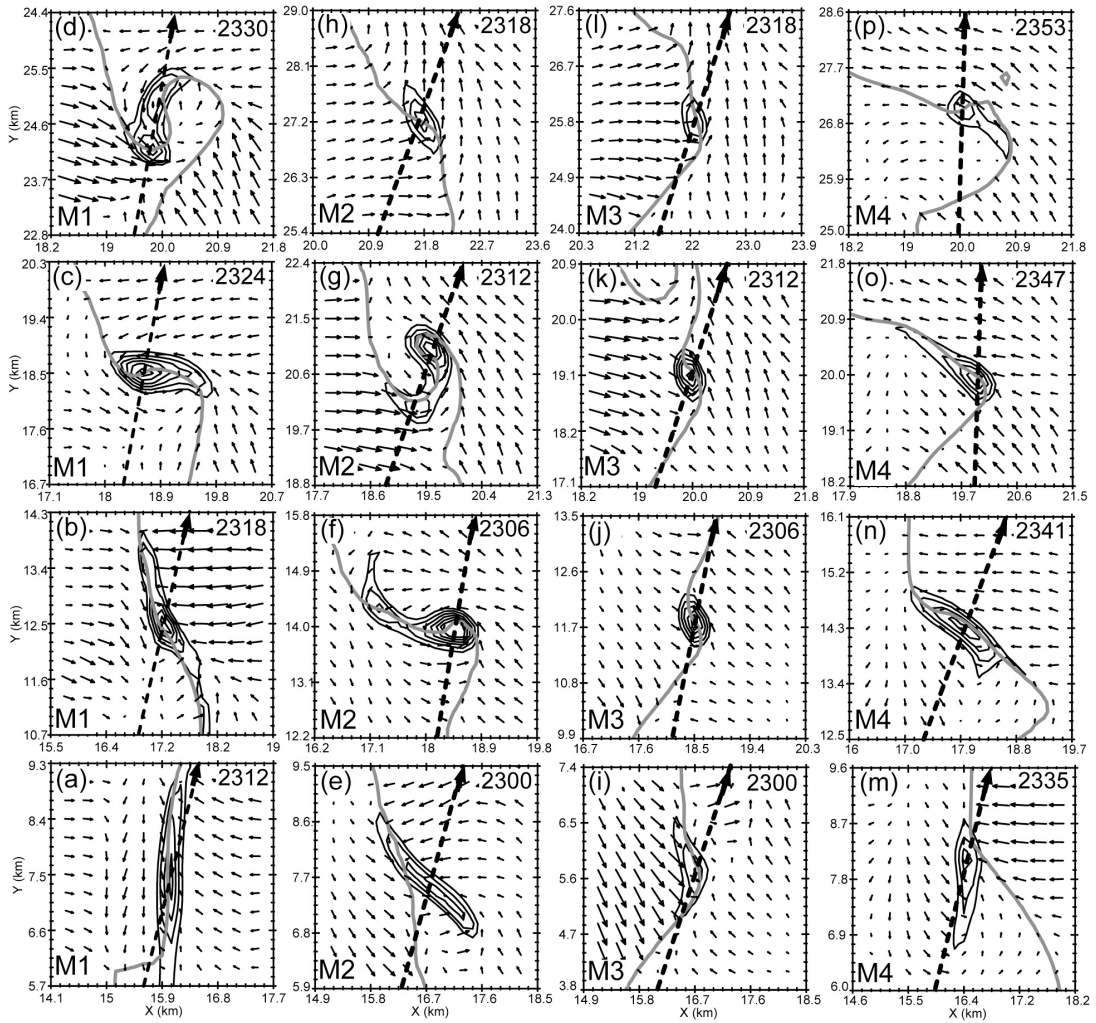 24.4 (d) 2330 29.0 (h) 2318 27.6 (l) 2318 28.6 (p) 2353
25.5 28.1 26.7 27.7
Y (km) 24.6 27.2 25.8 26.8
23.7 26.3 24.9 25.9
M1 M2 M3 M4
22.8 25.4 24.0 25.0
18.2 19 20.0 20.9 21.8 20.0 20.9 21.8 22.7 23.6 20.3 21.2 22 23.0 23.9 18.2 19 20.0 20.9 21.8
20.3 (c) 2324 22.4 (g) 2312 20.9 (k) 2312 21.8 (o) 2347
19.4 21.5 20.0 20.9
Y (km) 18.5 20.6 19.1 20.0
17.6 19.7 18.2 19.1
M1 M2 M3 M4
16.7 18.8 17.1 18.2
17.1 18 18.9 19.8 20.7 17.7 18.6 19.5 20.4 21.3 18.2 19.1 20.0 20.9 21.8 17.9 18.8 19.7 20.6 21.5
14.3 (b) 2318 15.8 (f) 2306 13.5 (j) 2306 16.1 (n) 2341
13.4 14.9 12.6 15.2
Y (km) 12.5 14.0 11.7 14.3
11.6 13.1 10.8 13.4
M1 M2 M3 M4
10.7 12.2 9.9 12.5
15.5 16.4 17.2 18.2 19 16.2 17.1 18 18.9 19.8 16.7 17.6 18.5 19.4 20.3 16.1 17.0 17.9 18.8 19.7
9.3 (a) 2312 9.5 (e) 2300 7.4 (i) 2300 9.6 (m) 2335
8.4 8.6 6.5 8.7
Y (km) 7.5 7.7 5.6 7.8
6.6 6.8 4.7 6.9
M1 M2 M3 M4
5.7 5.9 3.8 6.0
14.1 15 15.9 16.8 17.7 14.9 15.8 16.7 17.6 18.5 14.9 15.8 16.7 17.6 18.5 14.6 15.5 16.4 17.2 18.2
X (km) X (km) X (km) X (km)